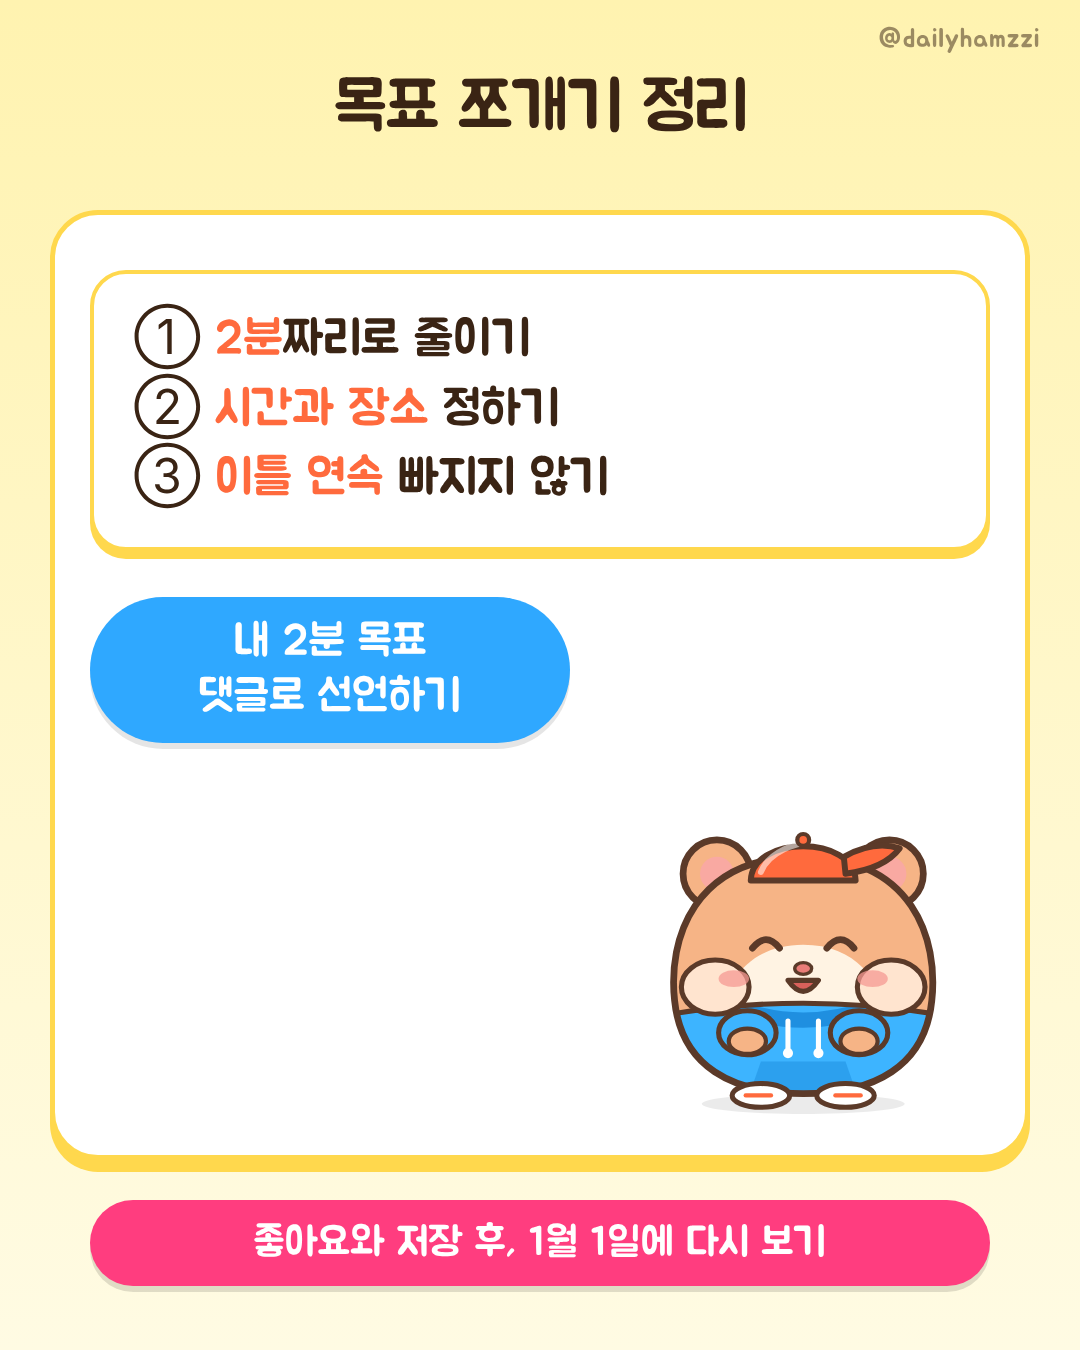 @dailyhamzzi
목표 쪼개기 정리
① 2분짜리로 줄이기
② 시간과 장소 정하기
③ 이틀 연속 빠지지 않기
내 2분 목표
댓글로 선언하기
좋아요와 저장 후, 1월 1일에 다시 보기